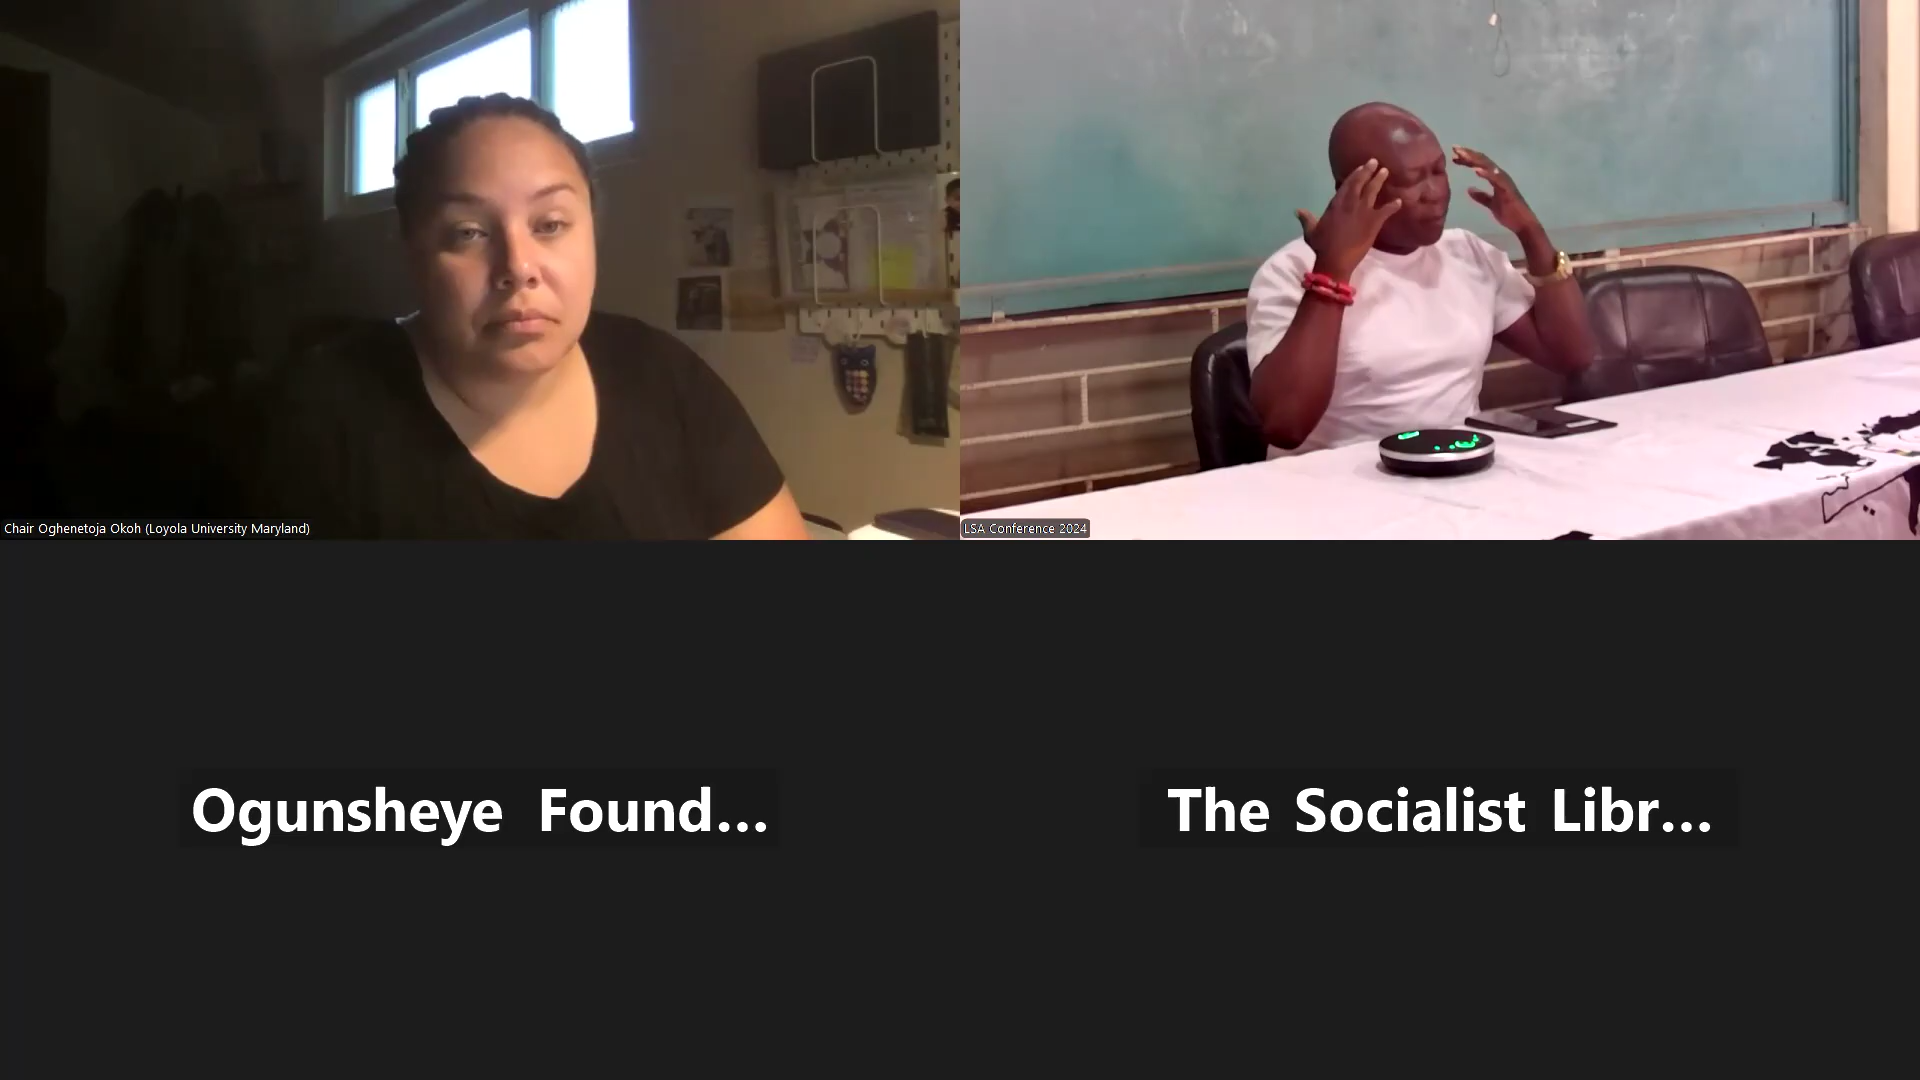 Chair Oghenetoja Okoh (Loyola University Maryland)
LSA Conference 2024
Ogunsheye Found...
The Socialist Libr...